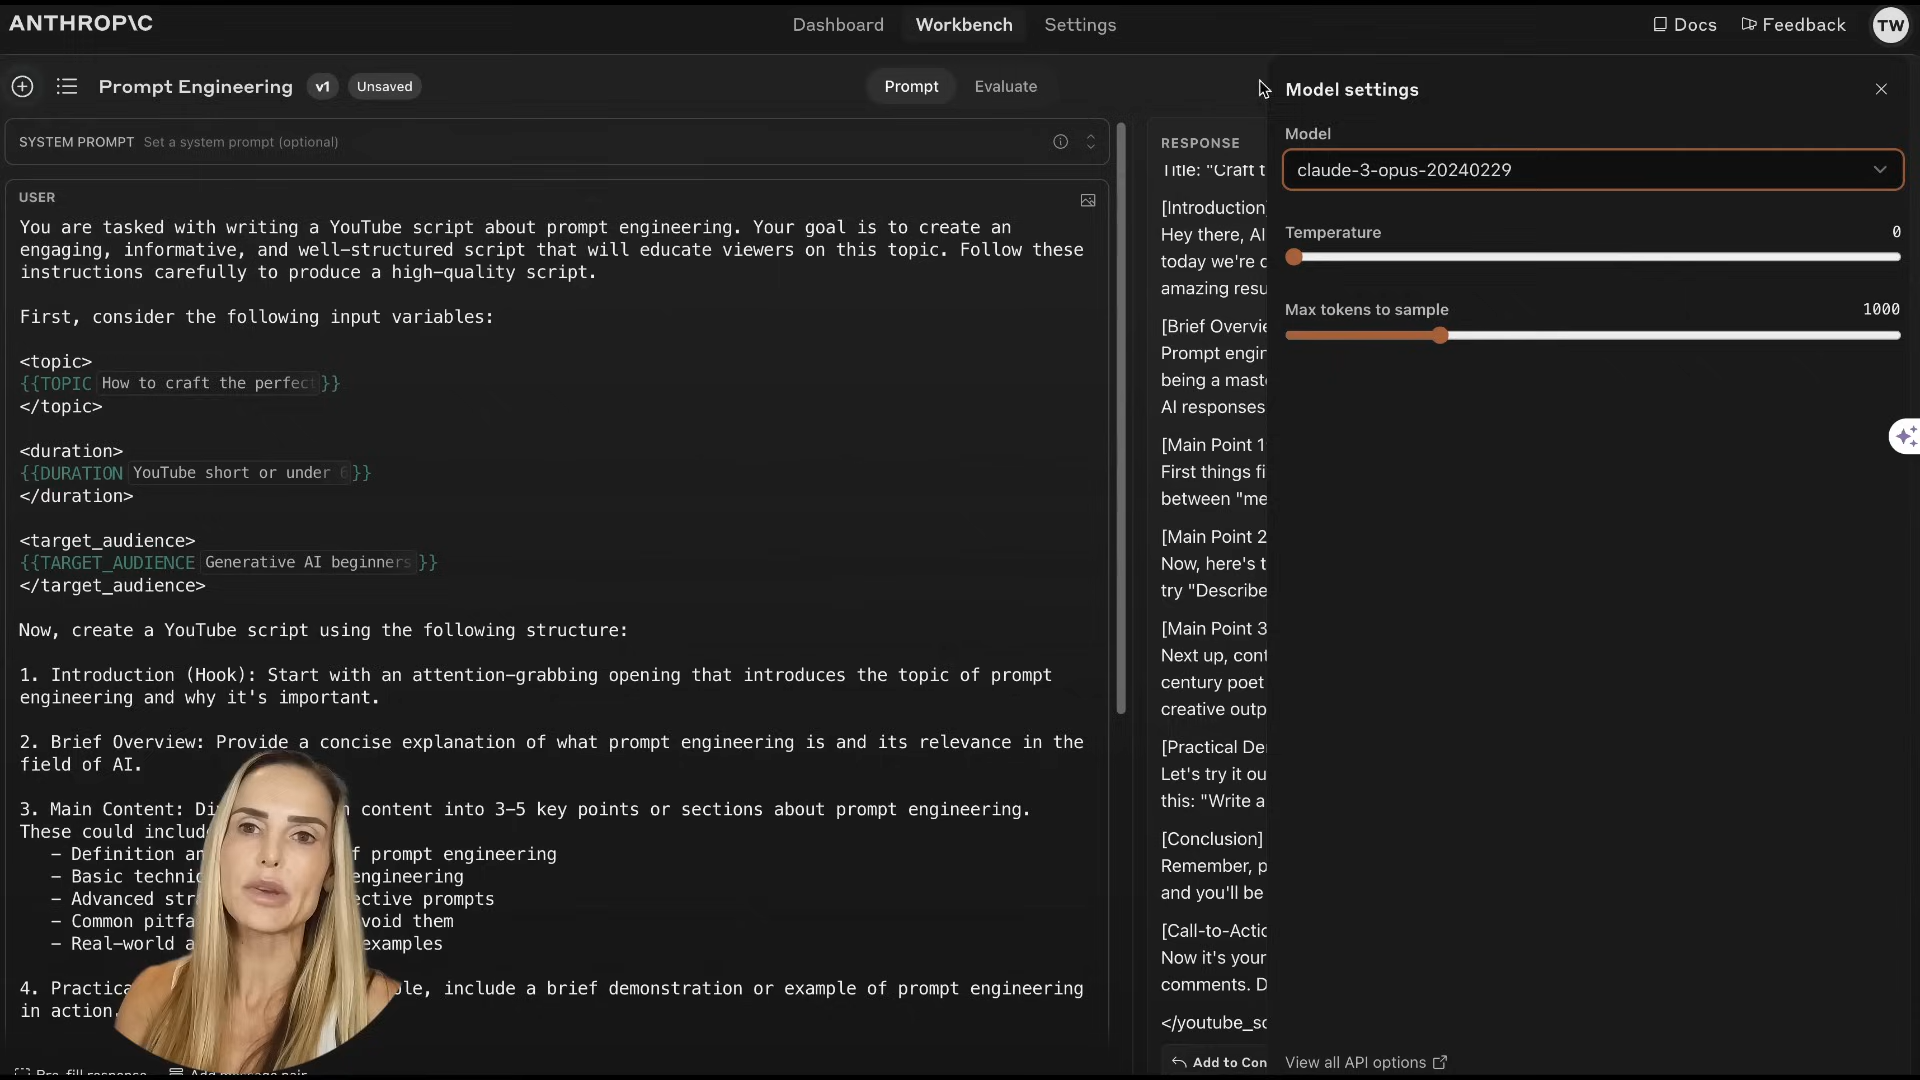 ANTHROP\C
Dashboard
Workbench
Settings
Docs
Feedback
TW
Prompt Engineering
v1
Unsaved
Prompt
Evaluate
SYSTEM PROMPT Set a system prompt (optional)
USER
You are tasked with writing a YouTube script about prompt engineering. Your goal is to create an
engaging, informative, and well-structured script that will educate viewers on this topic. Follow these
instructions carefully to produce a high-quality script.
First, consider the following input variables:
<topic>
{{TOPIC How to craft the perfect}}
</topic>
<duration>
{{DURATION YouTube short or under 6}}
</duration>
<target_audience>
{{TARGET_AUDIENCE Generative AI beginners}}
</target_audience>
Now, create a YouTube script using the following structure:
1. Introduction (Hook): Start with an attention-grabbing opening that introduces the topic of prompt
engineering and why it's important.
2. Brief Overview: Provide a concise explanation of what prompt engineering is and its relevance in the
field of AI.
3. Main Content: Di content into 3-5 key points or sections about prompt engineering.
These could include
- Definition an f prompt engineering
- Basic techni engineering
- Advanced str ective prompts
- Common pitfa void them
- Real-world a examples
4. Practica le, include a brief demonstration or example of prompt engineering
in action.
Pre-fill response
Add message pair
RESPONSE
Title: "Craft t
[Introduction]
Hey there, AI
today we're
amazing resu
[Brief Overvie
Prompt engin
being a mast
AI responses
[Main Point 1
First things fi
between "me
[Main Point 2
Now, here's t
try "Describe
[Main Point 3
Next up, cont
century poet
creative outp
[Practical De
Let's try it ou
this: "Write a
[Conclusion]
Remember, p
and you'll be
[Call-to-Actio
Now it's your
comments. D
</youtube_sc
Add to Con
Model settings
Model
claude-3-opus-20240229
Temperature
0
Max tokens to sample
1000
View all API options